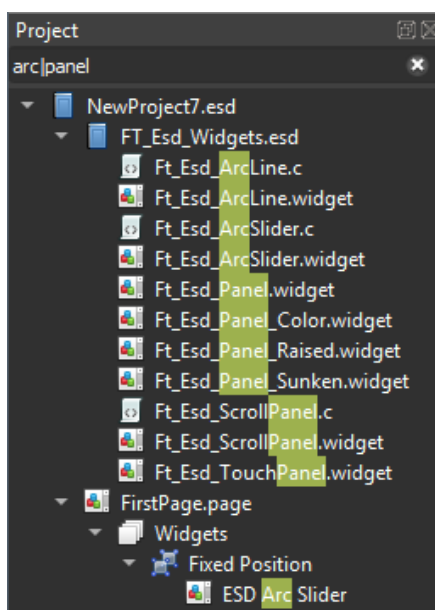 Project
arc|panel
NewProject7.esd
FT_Esd_Widgets.esd
Ft_Esd_ArcLine.c
Ft_Esd_ArcLine.widget
Ft_Esd_ArcSlider.c
Ft_Esd_ArcSlider.widget
Ft_Esd_Panel.widget
Ft_Esd_Panel_Color.widget
Ft_Esd_Panel_Raised.widget
Ft_Esd_Panel_Sunken.widget
Ft_Esd_ScrollPanel.c
Ft_Esd_ScrollPanel.widget
Ft_Esd_TouchPanel.widget
FirstPage.page
Widgets
Fixed Position
ESD Arc Slider